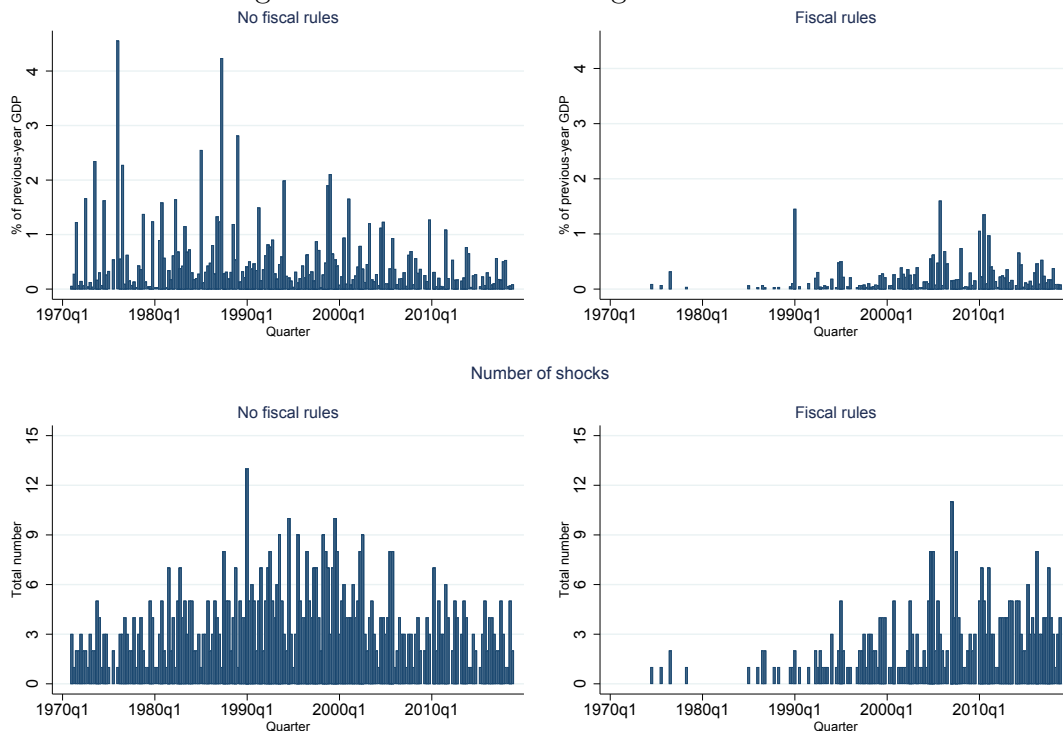 No fiscal rules
Fiscal rules
% of previous-year GDP
4
3
2
1
0
1970q1 1980q1 1990q1 2000q1 2010q1
Quarter
% of previous-year GDP
4
3
2
1
0
1970q1 1980q1 1990q1 2000q1 2010q1
Quarter
Number of shocks
No fiscal rules
Fiscal rules
Total number
15
12
9
6
3
0
1970q1 1980q1 1990q1 2000q1 2010q1
Quarter
Total number
15
12
9
6
3
0
1970q1 1980q1 1990q1 2000q1 2010q1
Quarter